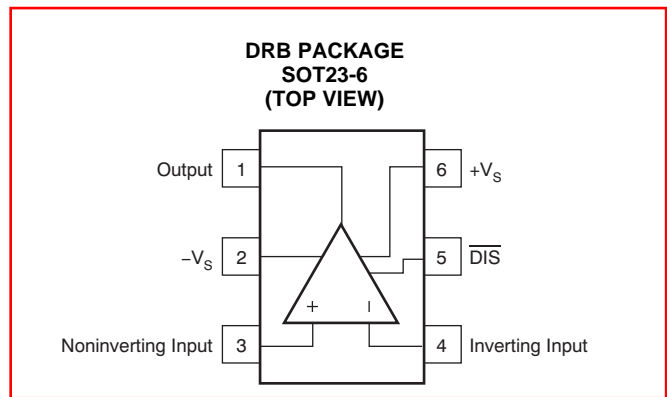 DRB PACKAGE
SOT23-6
(TOP VIEW)
Output 1 6 +VS
−VS 2 5 DIS
+ −
Noninverting Input 3 4 Inverting Input